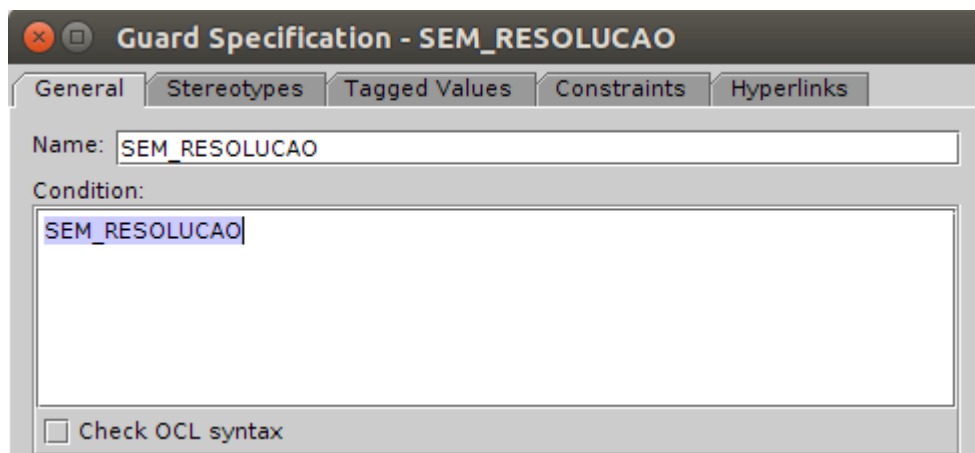 Guard Specification - SEM_RESOLUCAO
General Stereotypes Tagged Values Constraints Hyperlinks
Name: SEM_RESOLUCAO
Condition:
SEM_RESOLUCAO
Check OCL syntax